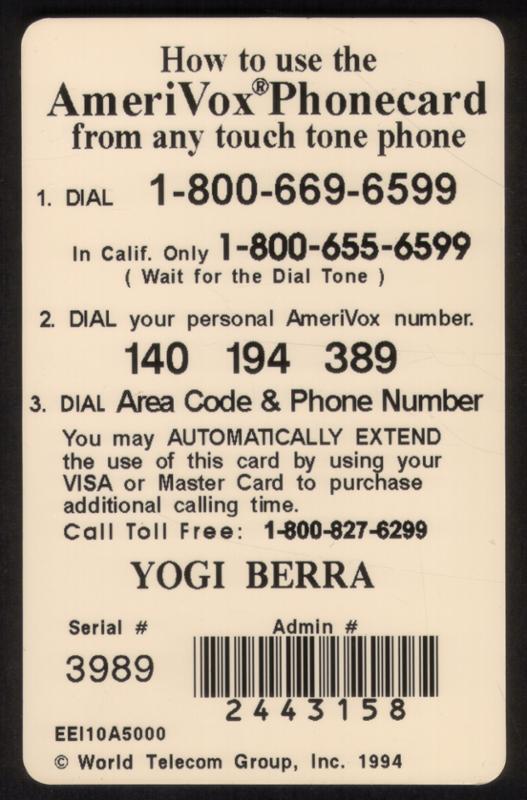 How to use the
AmeriVox®Phonecard
from any touch tone phone
1. DIAL 1-800-669-6599
In Calif. Only 1-800-655-6599
( Wait for the Dial Tone )
2. DIAL your personal AmeriVox number.
140 194 389
3. DIAL Area Code & Phone Number
You may AUTOMATICALLY EXTEND
the use of this card by using your
VISA or Master Card to purchase
additional calling time.
Call Toll Free: 1-800-827-6299
YOGI BERRA
Serial # Admin #
3989
2443158
EEI10A5000
© World Telecom Group, Inc. 1994